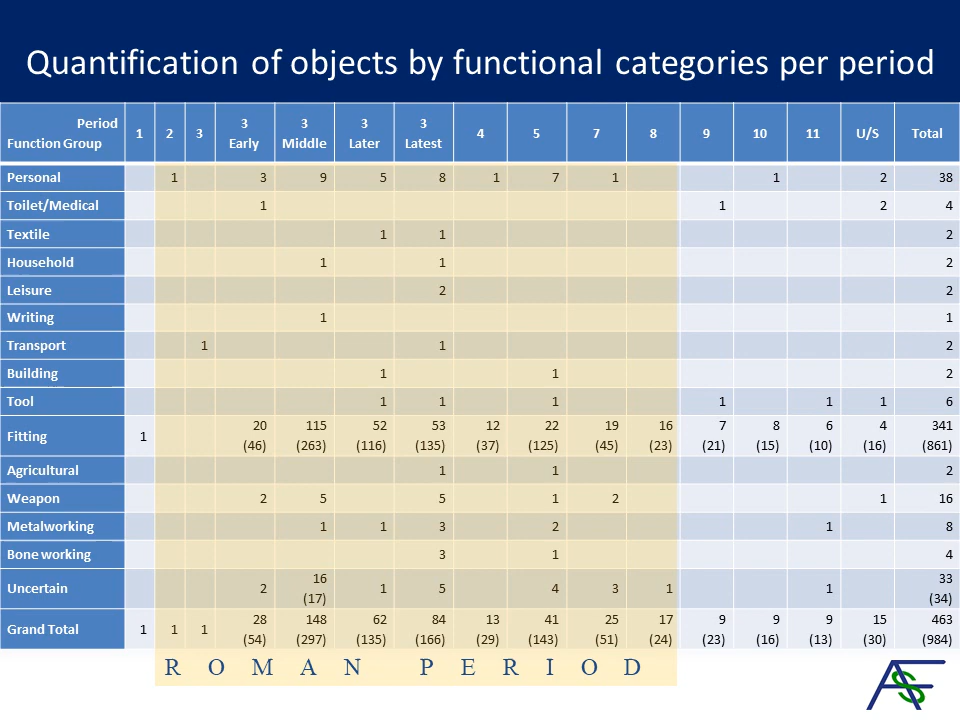 Quantification of objects by functional categories per period
Period
Function Group 1 2 3 3 Early 3 Middle 3 Later 3 Latest 4 5 7 8 9 10 11 U/S Total
Personal 1 3 9 5 8 1 7 1 1 2 38
Toilet/Medical 1 1 2 4
Textile 1 1 2
Household 1 1 2
Leisure 2 2
Writing 1 1
Transport 1 1 2
Building 1 1 2
Tool 1 1 1 1 1 1 6
Fitting 1 20 (46) 115 (263) 52 (116) 53 (135) 12 (37) 22 (125) 19 (45) 16 (23) 7 (21) 8 (15) 6 (10) 4 (16) 341 (861)
Agricultural 1 1 2
Weapon 2 5 5 1 2 1 16
Metalworking 1 1 3 2 1 8
Bone working 3 1 4
Uncertain 2 16 (17) 1 5 4 3 1 1 33 (34)
Grand Total 1 1 1 28 (54) 148 (297) 62 (135) 84 (166) 13 (29) 41 (143) 25 (51) 17 (24) 9 (23) 9 (16) 9 (13) 15 (30) 463 (984)
ROMAN PERIOD
AFS